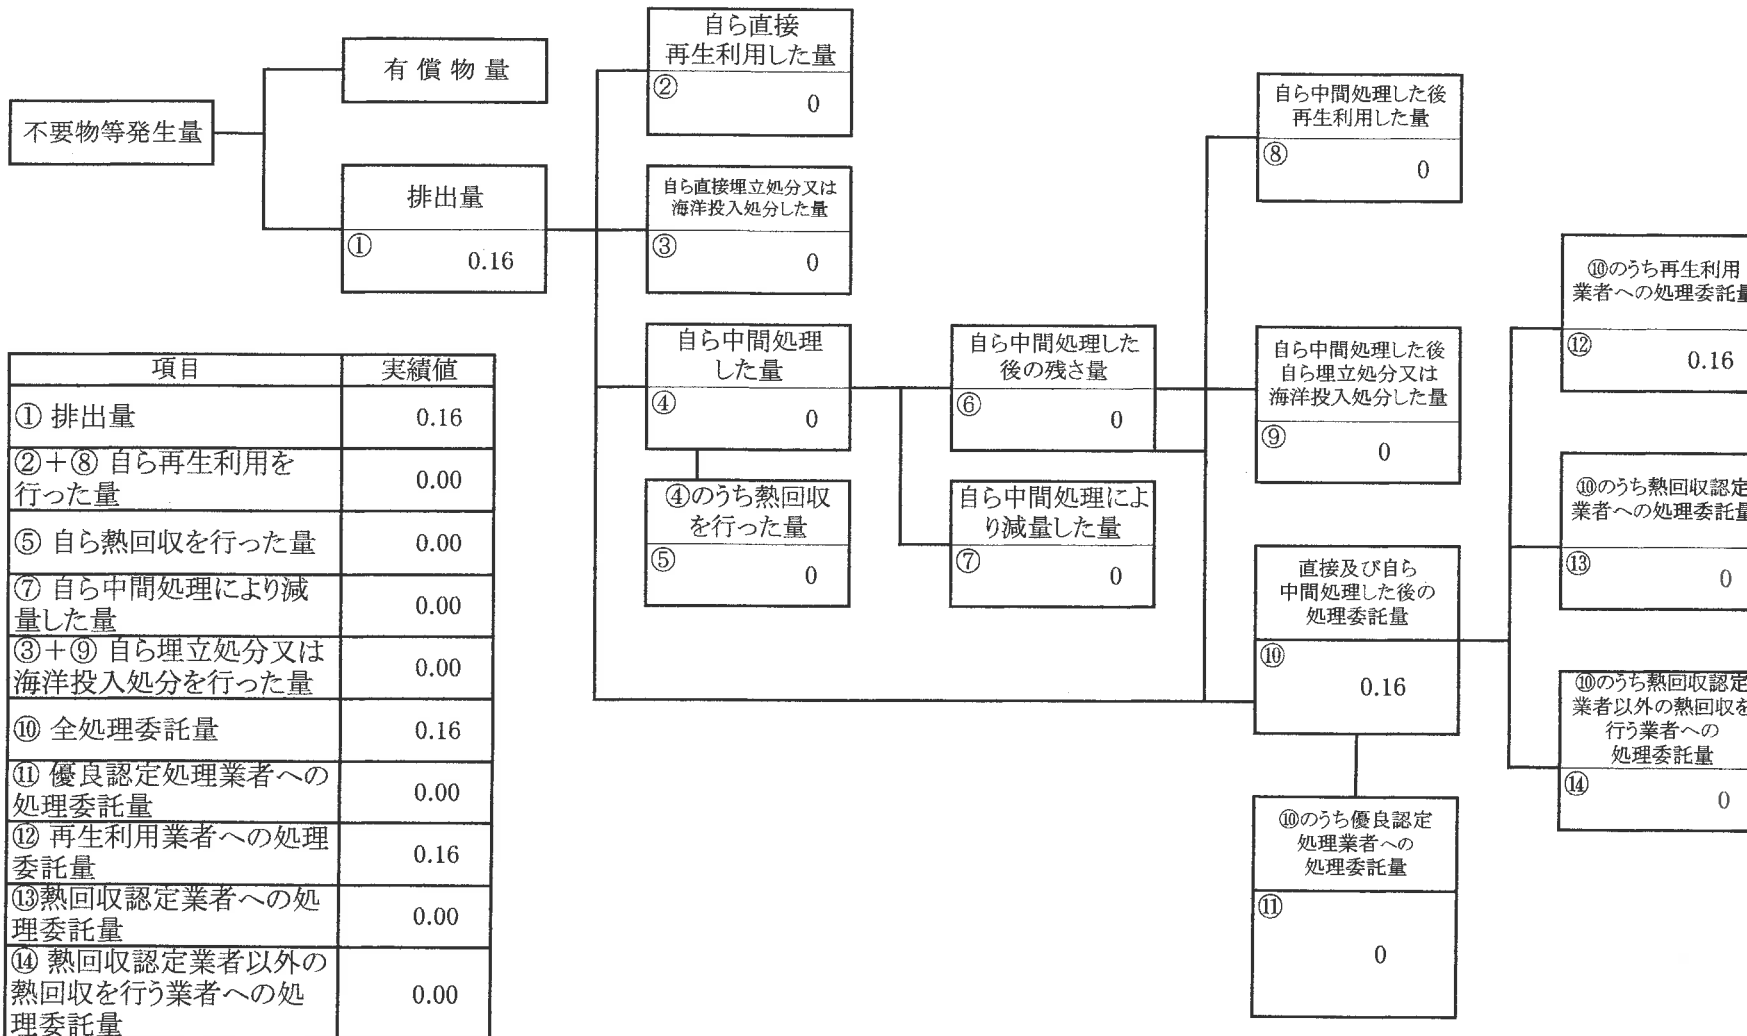 不要物等発生量
有 償 物 量
排出量
①
0.16
自ら直接
再生利用した量
②
0
自ら直接埋立処分又は
海洋投入処分した量
③
0
自ら中間処理
した量
④
0
④のうち熱回収
を行った量
⑤
0
自ら中間処理した
後の残さ量
⑥
0
自ら中間処理によ
り減量した量
⑦
0
自ら中間処理した後
再生利用した量
⑧
0
自ら中間処理した後
自ら埋立処分又は
海洋投入処分した量
⑨
0
直接及び自ら
中間処理した後の
処理委託量
⑩
0.16
⑩のうち優良認定
処理業者への
処理委託量
⑪
0
⑩のうち再生利用
業者への処理委託量
⑫
0.16
⑩のうち熱回収認定
業者への処理委託量
⑬
0
⑩のうち熱回収認定
業者以外の熱回収を
行う業者への
処理委託量
⑭
0
項目 実績値
① 排出量 0.16
②+⑧ 自ら再生利用を
行った量 0.00
⑤ 自ら熱回収を行った量 0.00
⑦ 自ら中間処理により減
量した量 0.00
③+⑨ 自ら埋立処分又は
海洋投入処分を行った量 0.00
⑩ 全処理委託量 0.16
⑪ 優良認定処理業者への
処理委託量 0.00
⑫ 再生利用業者への処理
委託量 0.16
⑬熱回収認定業者への処
理委託量 0.00
⑭ 熱回収認定業者以外の
熱回収を行う業者への処
理委託量 0.00